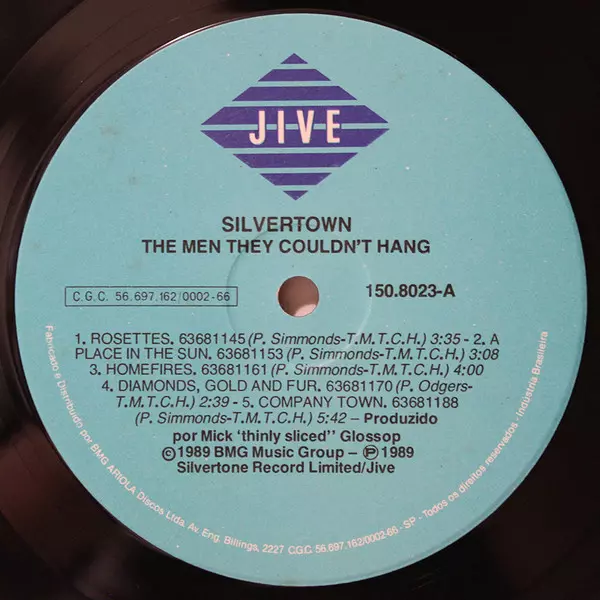 JIVE
SILVERTOWN
THE MEN THEY COULDN'T HANG
C.G.C. 56.697.162/0002-66
150.8023-A
1. ROSETTES. 63681145 (P. Simmonds-T.M.T.C.H.) 3:35 - 2. A
PLACE IN THE SUN. 63681153 (P. Simmonds-T.M.T.C.H.) 3:08
3. HOMEFIRES. 63681161 (P. Simmonds-T.M.T.C.H.) 4:00
4. DIAMONDS, GOLD AND FUR. 63681170 (P. Odgers-
T.M.T.C.H.) 2:39 - 5. COMPANY TOWN. 63681188
(P. Simmonds-T.M.T.C.H.) 5:42 – Produzido
por Mick 'thinly sliced'' Glossop
©1989 BMG Music Group – ℗ 1989
Silvertone Record Limited/Jive
Fabricado e Distribuído por BMG ARIOLA Discos Ltda. Av. Eng. Billings, 2227 C.G.C. 56.697.162/0002-66 - SP - Todos os direitos reservados - Indústria Brasileira